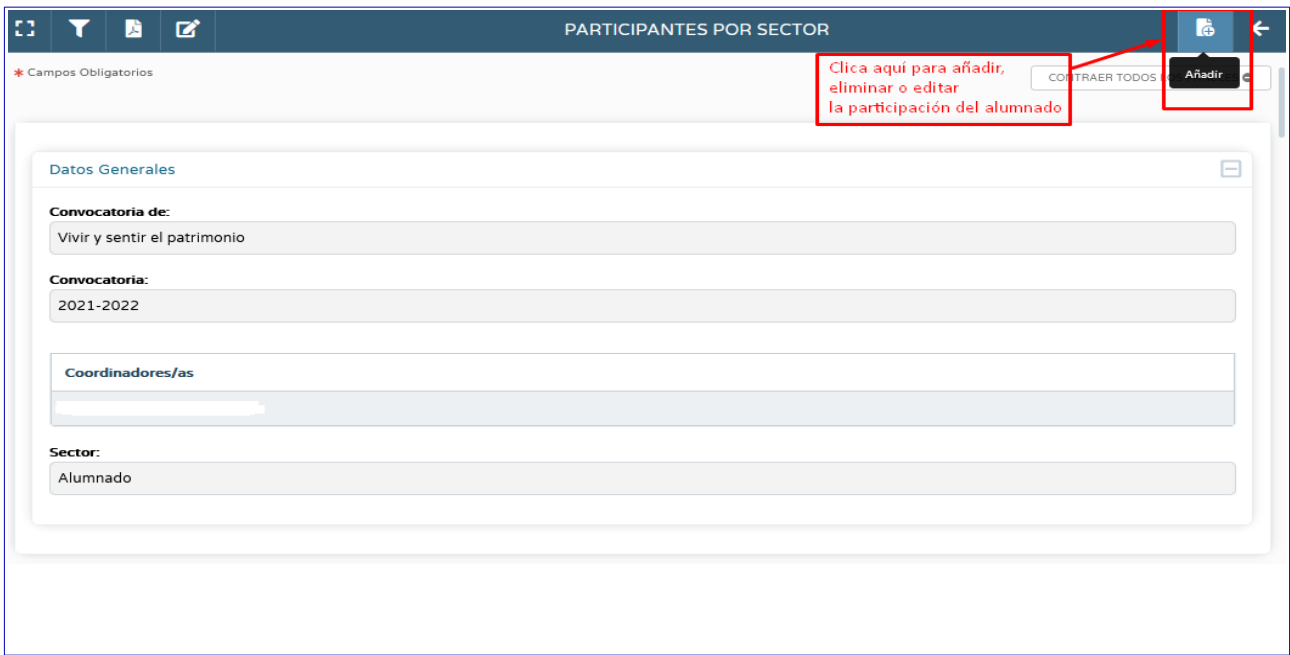 PARTICIPANTES POR SECTOR
* Campos Obligatorios
Clica aquí para añadir,
eliminar o editar
la participación del alumnado
CONTRAER TODOS
Añadir
Datos Generales
Convocatoria de:
Vivir y sentir el patrimonio
Convocatoria:
2021-2022
Coordinadores/as
Sector:
Alumnado